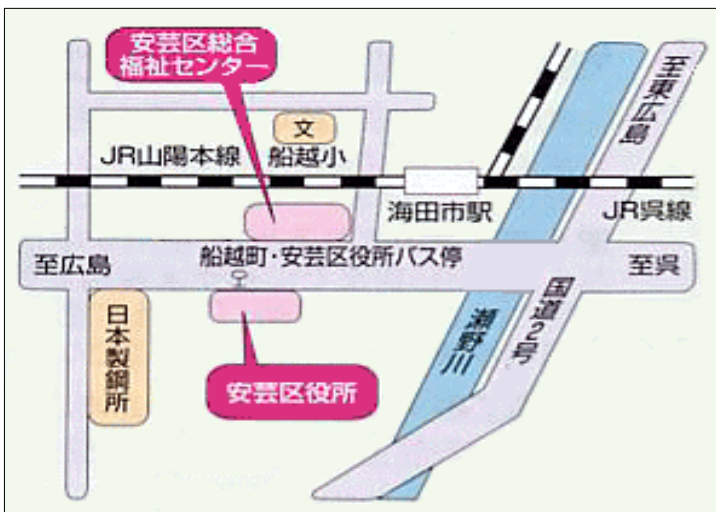 安芸区総合
福祉センター
至東広島
文
JR山陽本線
船越小
海田市駅
JR呉線
至広島
船越町・安芸区役所バス停
至呉
日本製鋼所
国道2号
瀬野川
安芸区役所